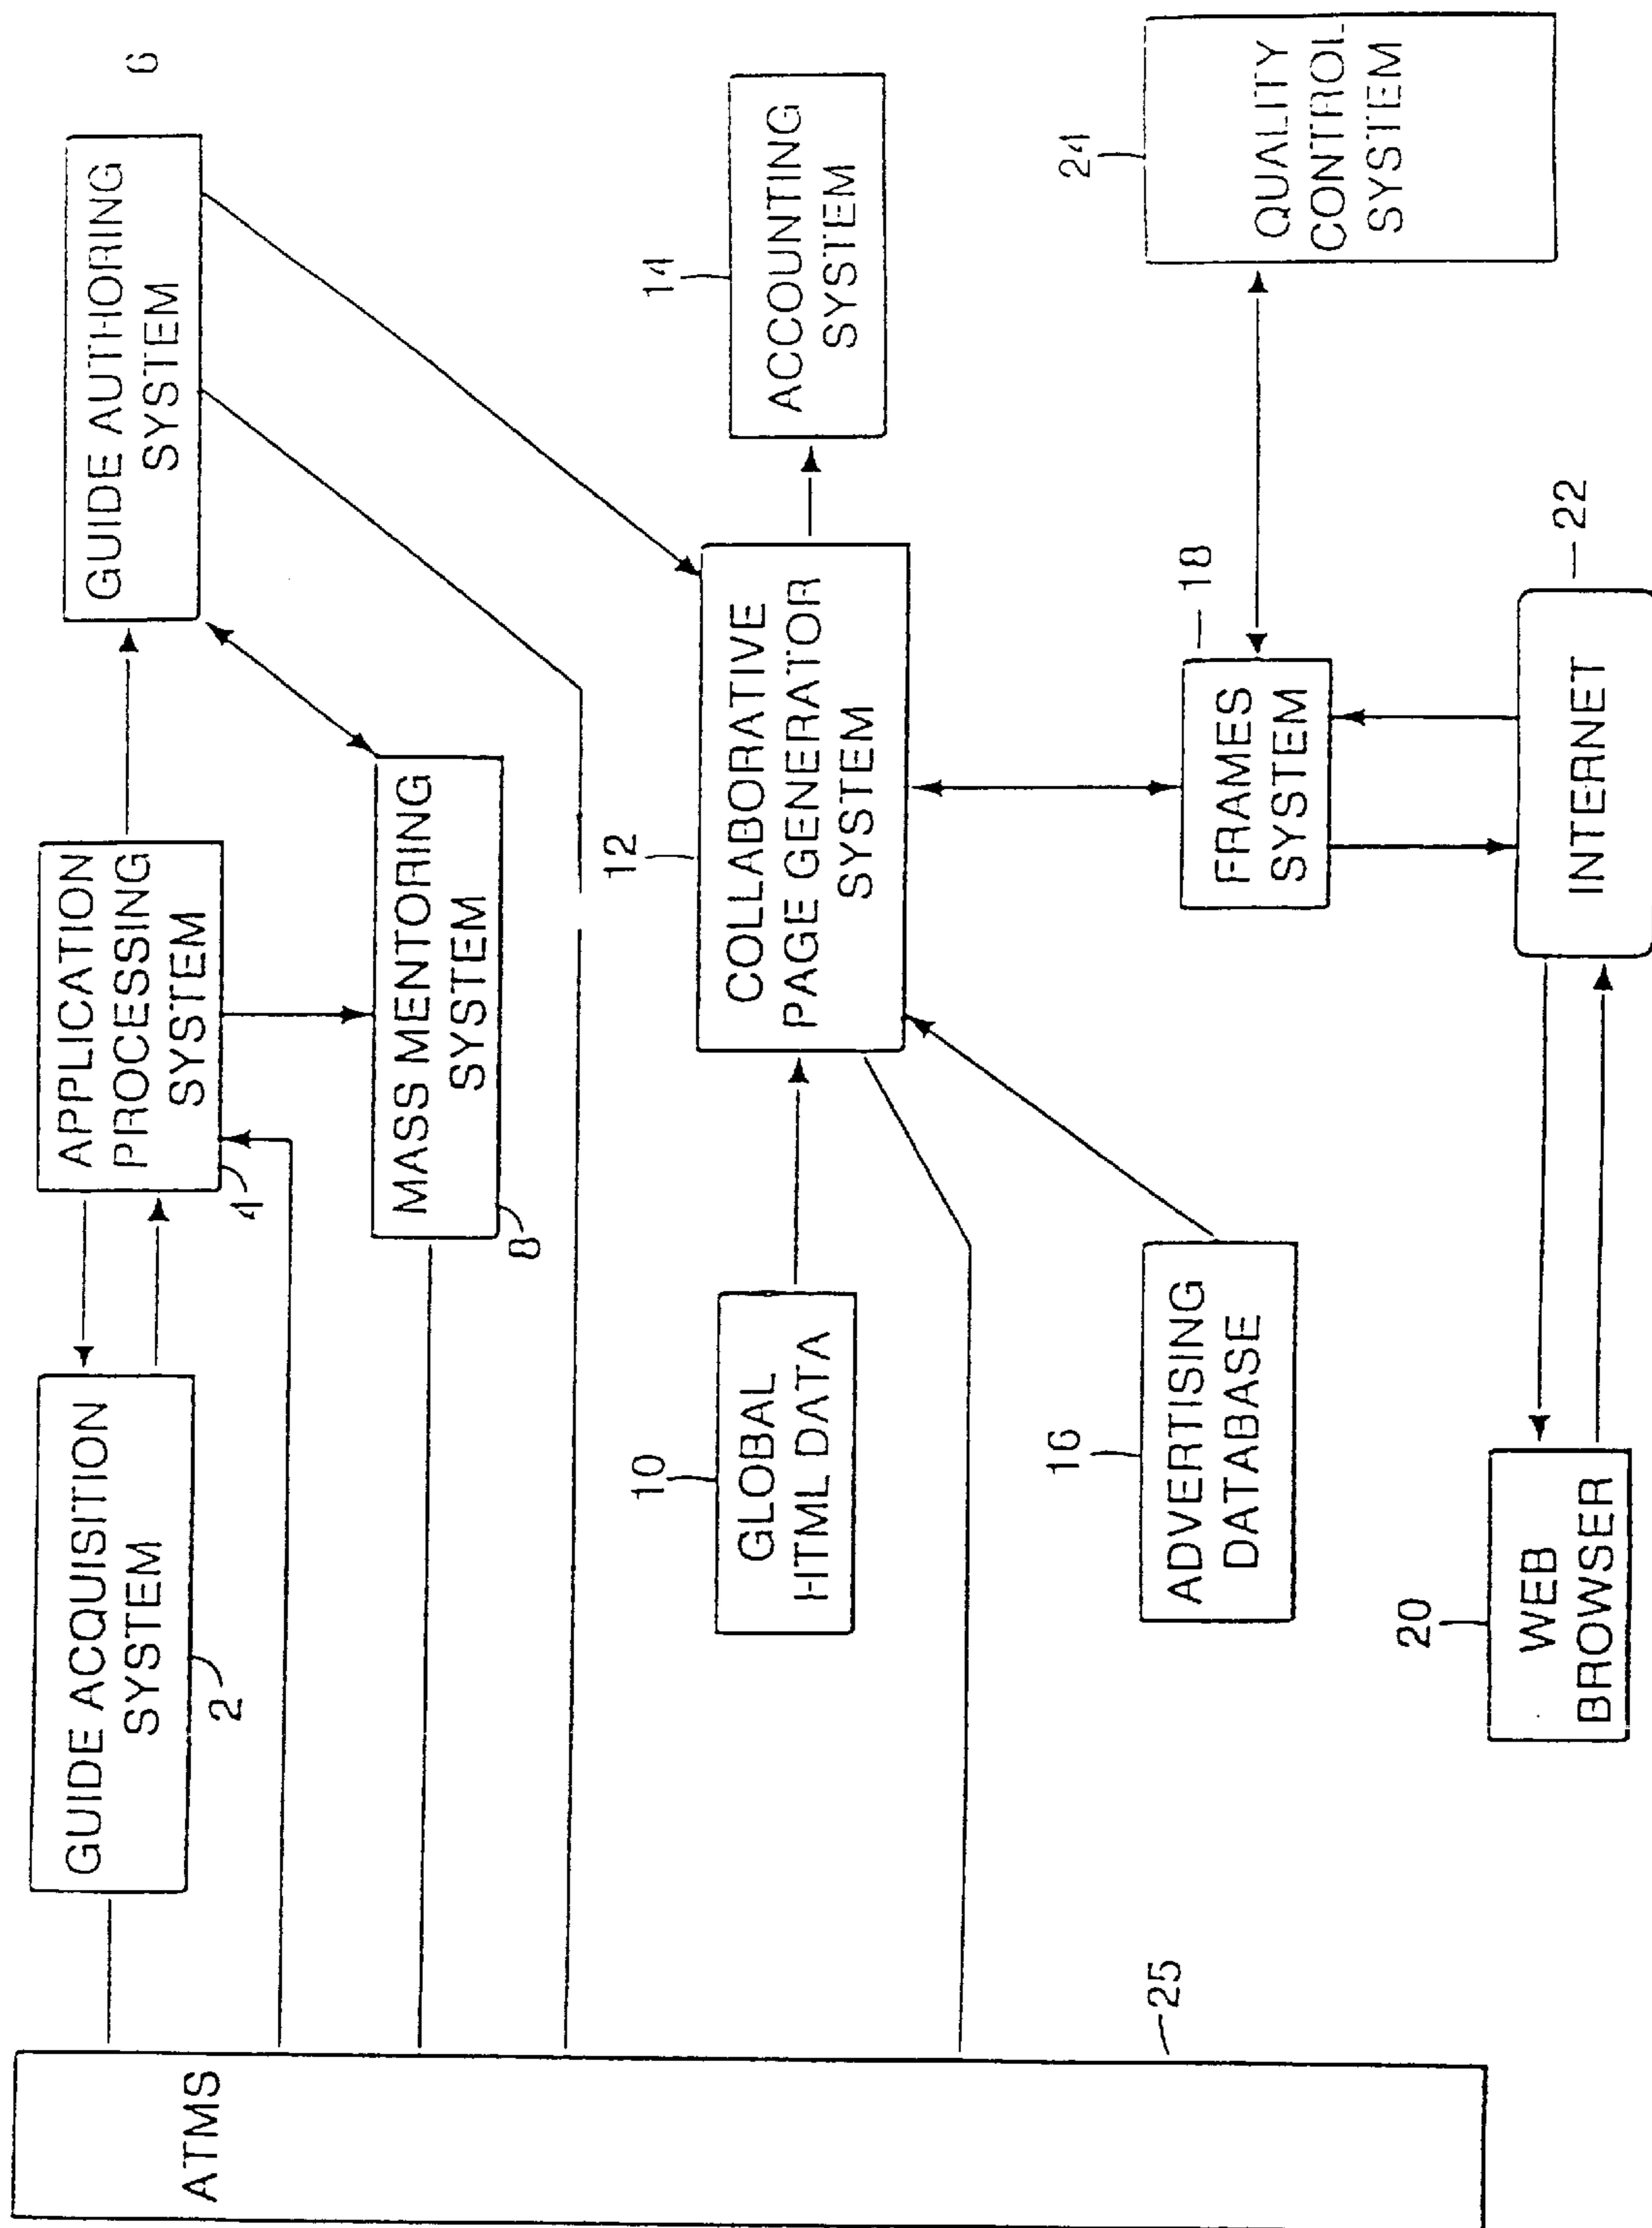 ATMS
25
GUIDE ACQUISITION
SYSTEM
2
APPLICATION
PROCESSING
SYSTEM
4
GUIDE AUTHORING
SYSTEM
6
MASS MENTORING
SYSTEM
8
GLOBAL
HTML DATA
10
COLLABORATIVE
PAGE GENERATOR
SYSTEM
12
ACCOUNTING
SYSTEM
14
ADVERTISING
DATABASE
16
FRAMES
SYSTEM
18
QUALITY
CONTROL
SYSTEM
24
WEB
BROWSER
20
INTERNET
22